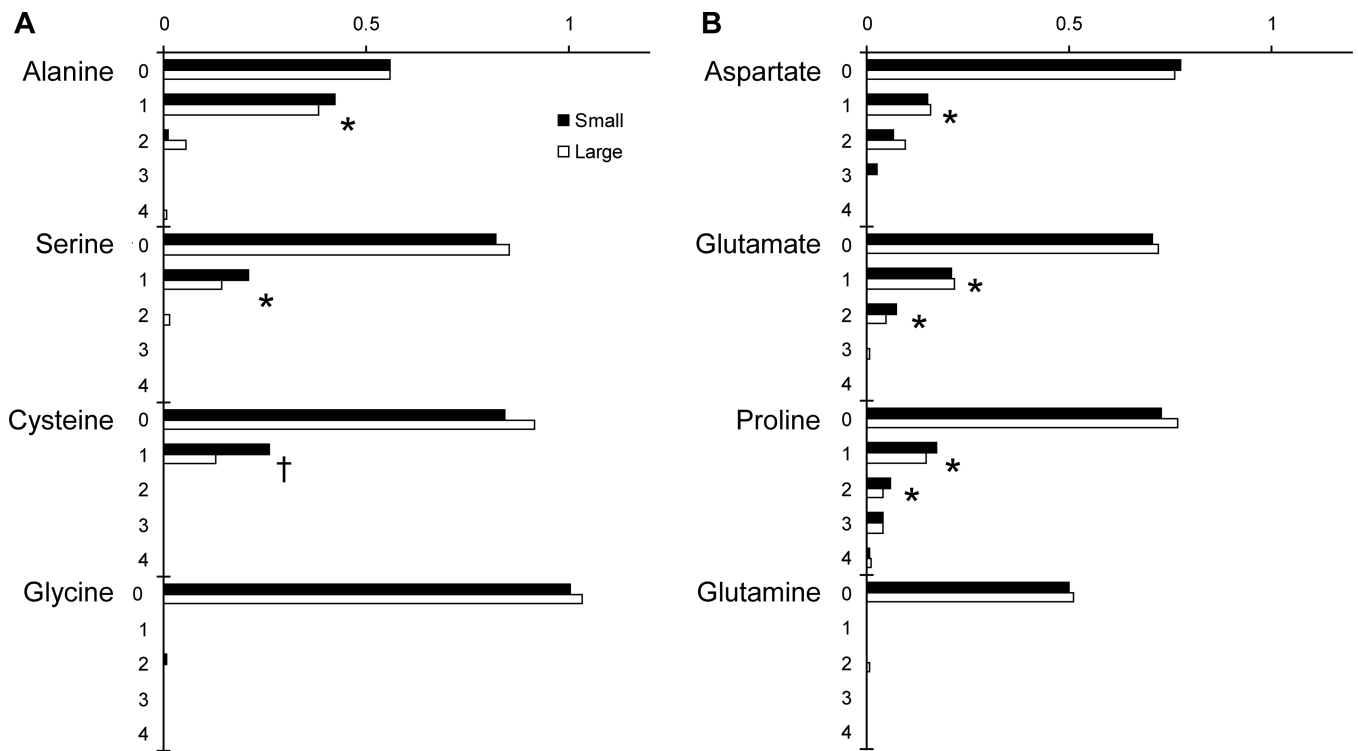 A
0 0.5 1
Alanine 0
1
*
2
3
4
Serine 0
1
*
2
3
4
Cysteine 0
1
†
2
3
4
Glycine 0
1
2
3
4
Small
Large
B
0 0.5 1
Aspartate 0
1 *
2
3
4
Glutamate 0
1 *
2 *
3
4
Proline 0
1 *
2 *
3
4
Glutamine 0
1
2
3
4